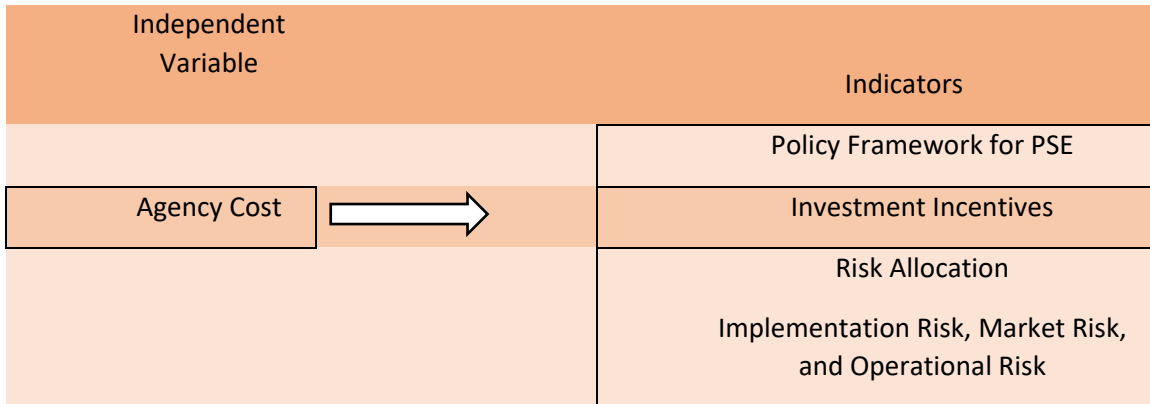 Independent
Variable
Indicators
Policy Framework for PSE
Agency Cost
Investment Incentives
Risk Allocation
Implementation Risk, Market Risk,
and Operational Risk